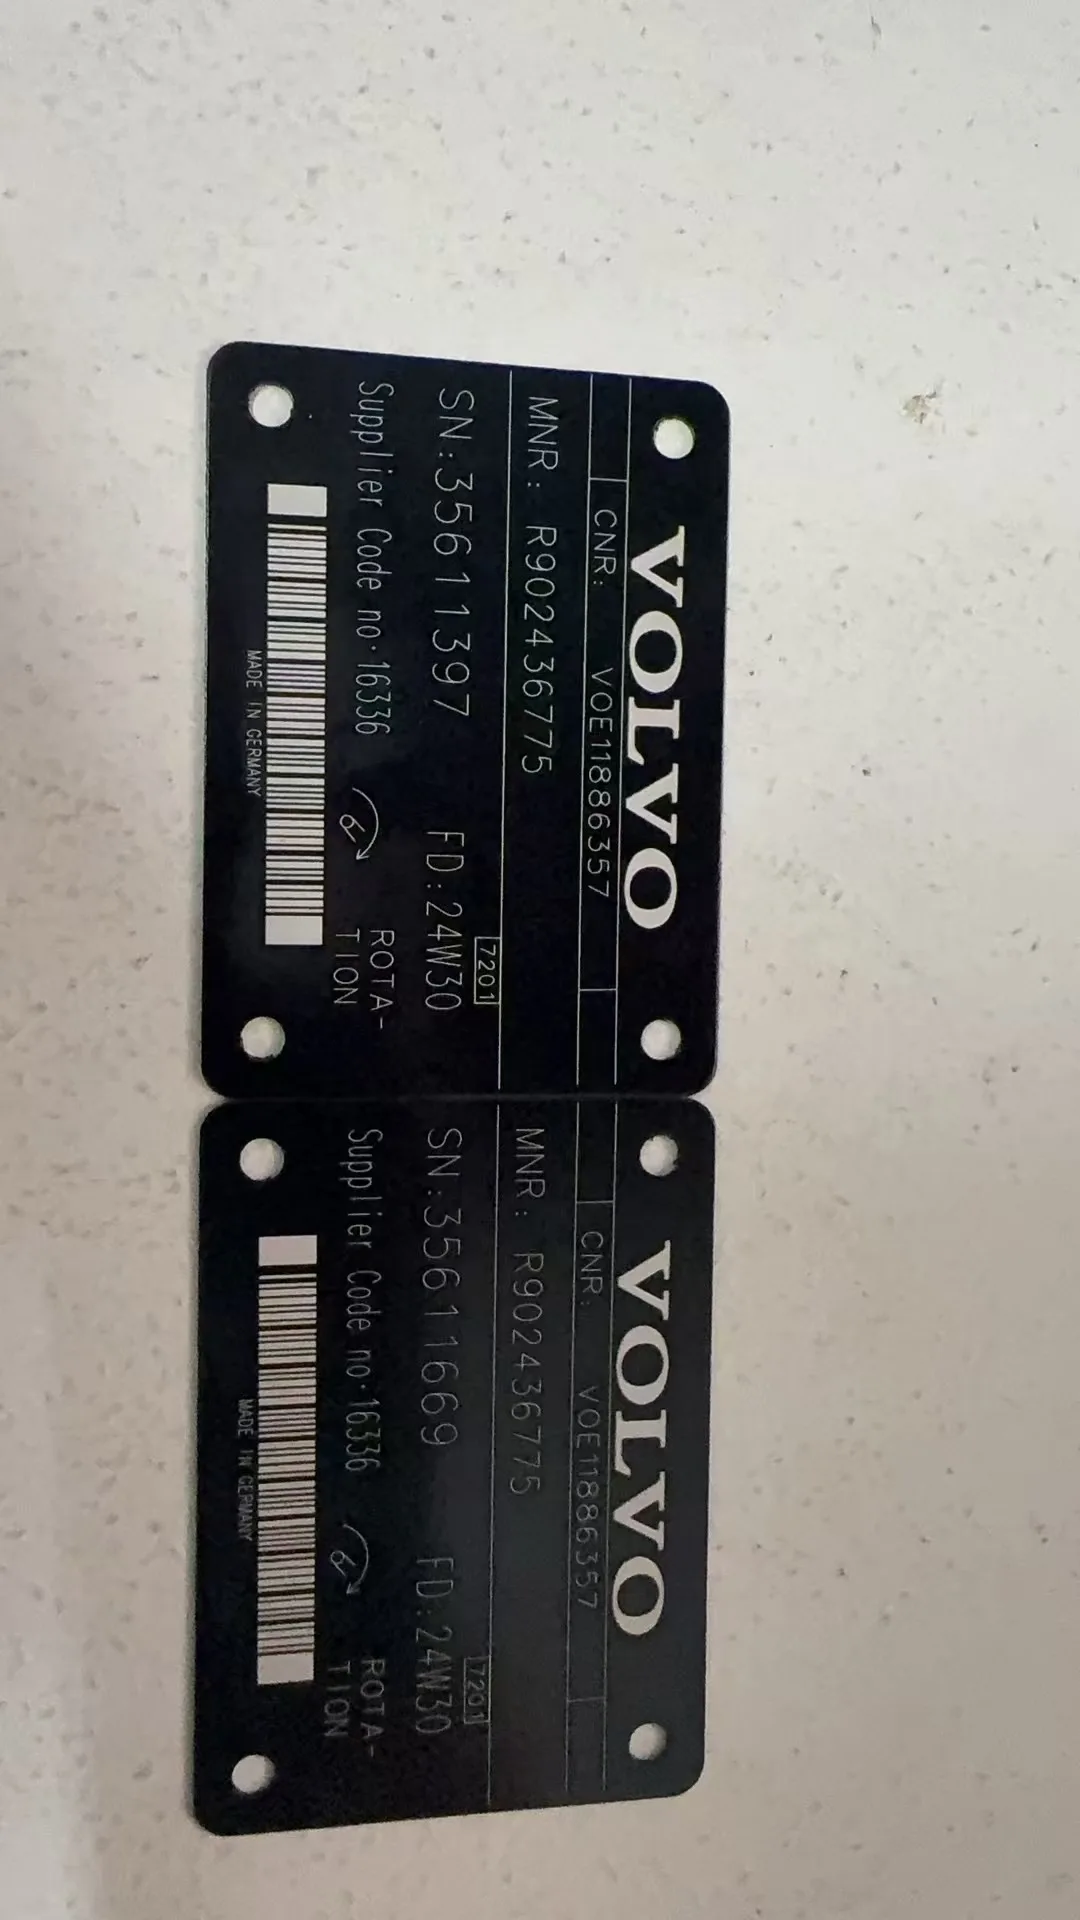 VOLVO
CNR: VOE11886357
MNR: R902436775
7201
SN:35611397 FD:24W30
Supplier Code no.16336
ROTA-
TION
MADE IN GERMANY
VOLVO
CNR: VOE11886357
MNR: R902436775
7201
SN:35611669 FD:24W30
Supplier Code no.16336
ROTA-
TION
MADE IN GERMANY